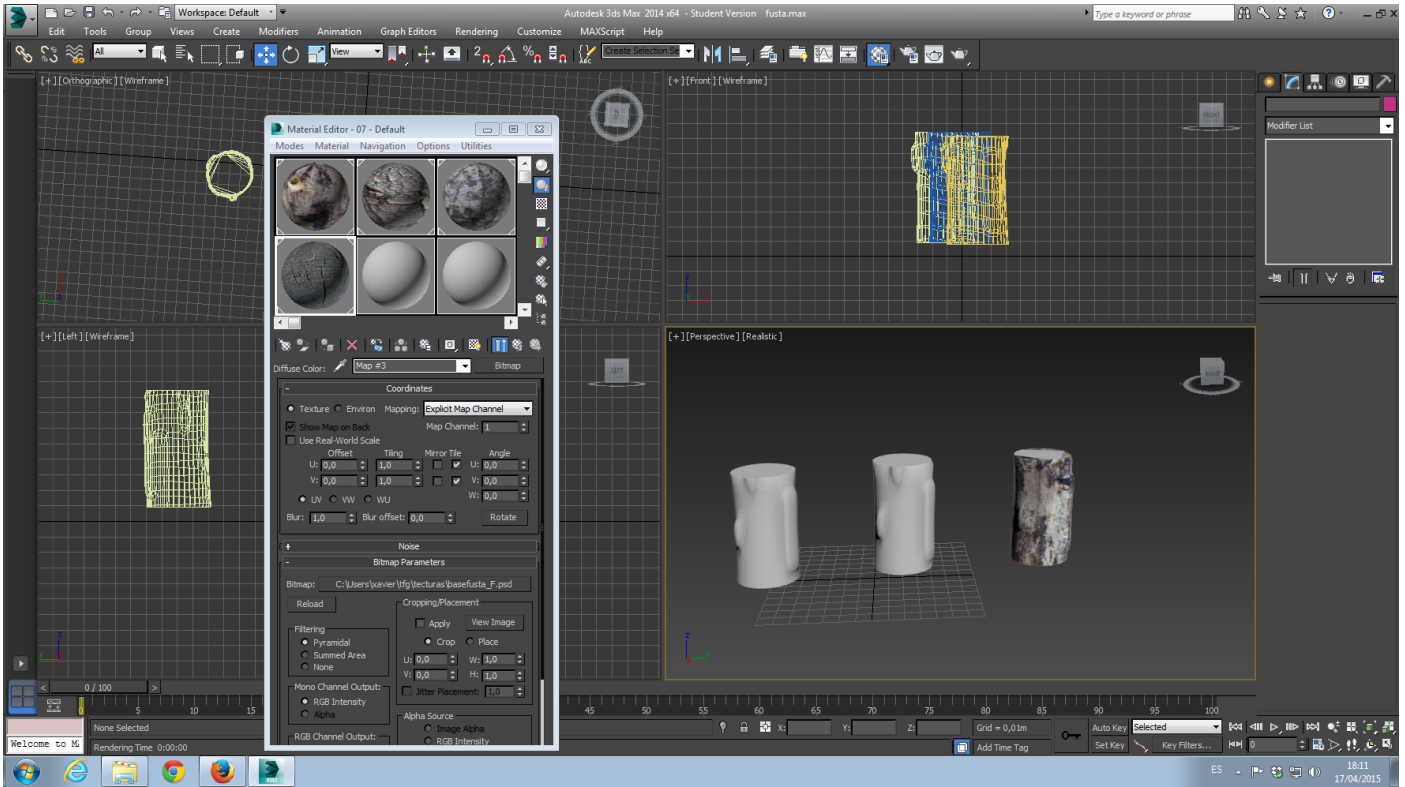 Workspace: Default
Autodesk 3ds Max 2014 x64 - Student Version fusta.max
Type a keyword or phrase
Edit Tools Group Views Create Modifiers Animation Graph Editors Rendering Customize MAXScript Help
All View Create Selection Se
[+] [Orthographic] [Wireframe]
[+] [Front] [Wireframe]
FRONT
Modifier List
Material Editor - 07 - Default
Modes Material Navigation Options Utilities
[+] [Left] [Wireframe]
LEFT
[+] [Perspective] [Realistic]
Diffuse Color: Map #3 Bitmap
- Coordinates
Texture Environ Mapping: Explicit Map Channel
Show Map on Back Map Channel: 1
Use Real-World Scale
Offset Tiling Mirror Tile Angle
U: 0,0 1,0 U: 0,0
V: 0,0 1,0 V: 0,0
UV VW WU W: 0,0
Blur: 1,0 Blur offset: 0,0 Rotate
+ Noise
- Bitmap Parameters
Bitmap: C:\Users\xavier\tfg\tecturas\basefusta_F.psd
Reload Cropping/Placement
Apply View Image
Filtering
Pyramidal Crop Place
Summed Area U: 0,0 W: 1,0
None V: 0,0 H: 1,0
Jitter Placement: 1,0
Mono Channel Output:
RGB Intensity
Alpha
Alpha Source
Image Alpha
RGB Channel Output: RGB Intensity
< 0 / 100 >
0 5 10 15 45 50 55 60 65 70 75 80 85 90 95 100
None Selected X: Y: Z: Grid = 0,01m Auto Key Selected
Welcome to M
Rendering Time 0:00:00 Add Time Tag Set Key Key Filters... 0
ES 18:11
17/04/2015